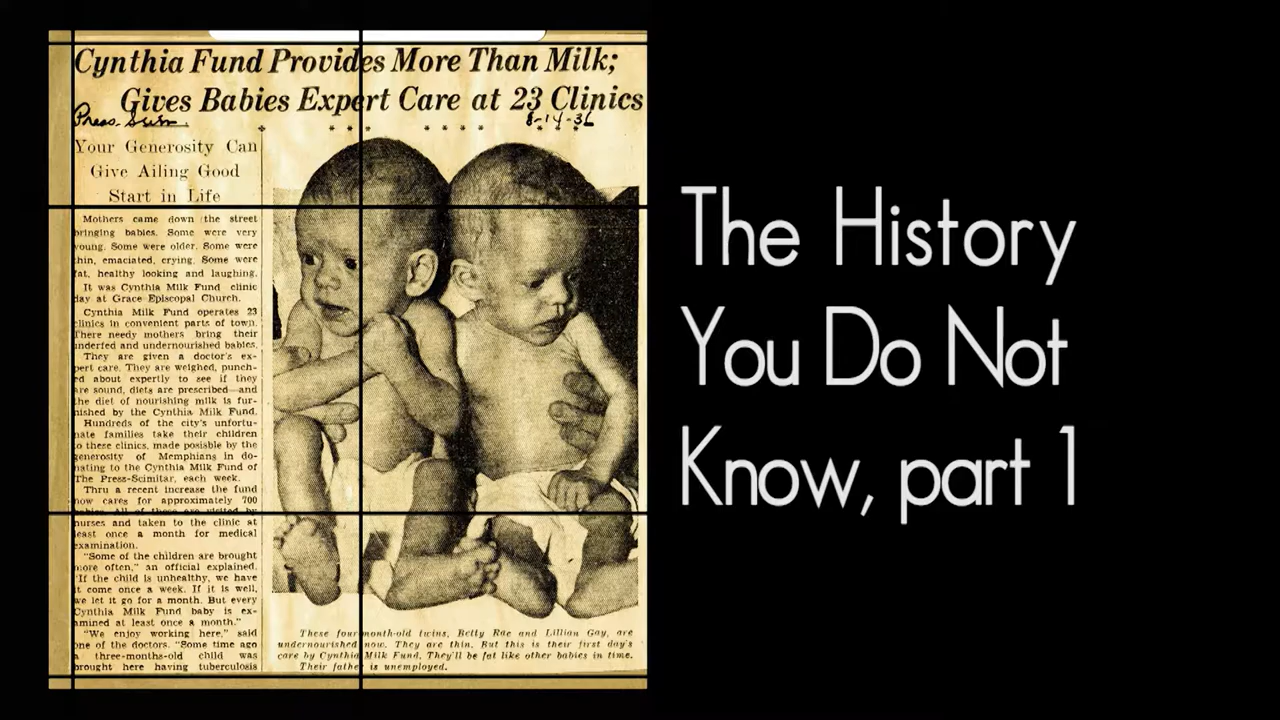 Cynthia Fund Provides More Than Milk;
Gives Babies Expert Care at 23 Clinics
Press-Scim.
8-14-36
Your Generosity Can
Give Ailing Good
Start in Life
Mothers came down the street
bringing babies. Some were very
young. Some were older. Some were
thin, emaciated, crying. Some were
fat, healthy looking and laughing.
It was Cynthia Milk Fund clinic
day at Grace Episcopal Church.
Cynthia Milk Fund operates 23
clinics in convenient parts of town.
There needy mothers bring their
underfed and undernourished babies.
They are given a doctor's ex-
pert care. They are weighed, punch-
ed about expertly to see if they
are sound, diets are prescribed—and
the diet of nourishing milk is fur-
nished by the Cynthia Milk Fund.
Hundreds of the city's unfortu-
nate families take their children
to these clinics, made possible by the
generosity of Memphians in do-
nating to the Cynthia Milk Fund of
The Press-Scimitar, each week.
Thru a recent increase the fund
now cares for approximately 700
babies. All of these are visited by
nurses and taken to the clinic at
least once a month for medical
examination.
"Some of the children are brought
more often," an official explained.
"If the child is unhealthy, we have
it come once a week. If it is well,
we let it go for a month. But every
Cynthia Milk Fund baby is ex-
amined at least once a month."
"We enjoy working here," said
one of the doctors. "Some time ago
a three-months-old child was
brought here having tuberculosis
These four-month-old twins, Betty Rae and Lillian Gay, are
undernourished now. They are thin. But this is their first day's
care by Cynthia Milk Fund. They'll be fat like other babies in time.
Their father is unemployed.
The History
You Do Not
Know, part 1